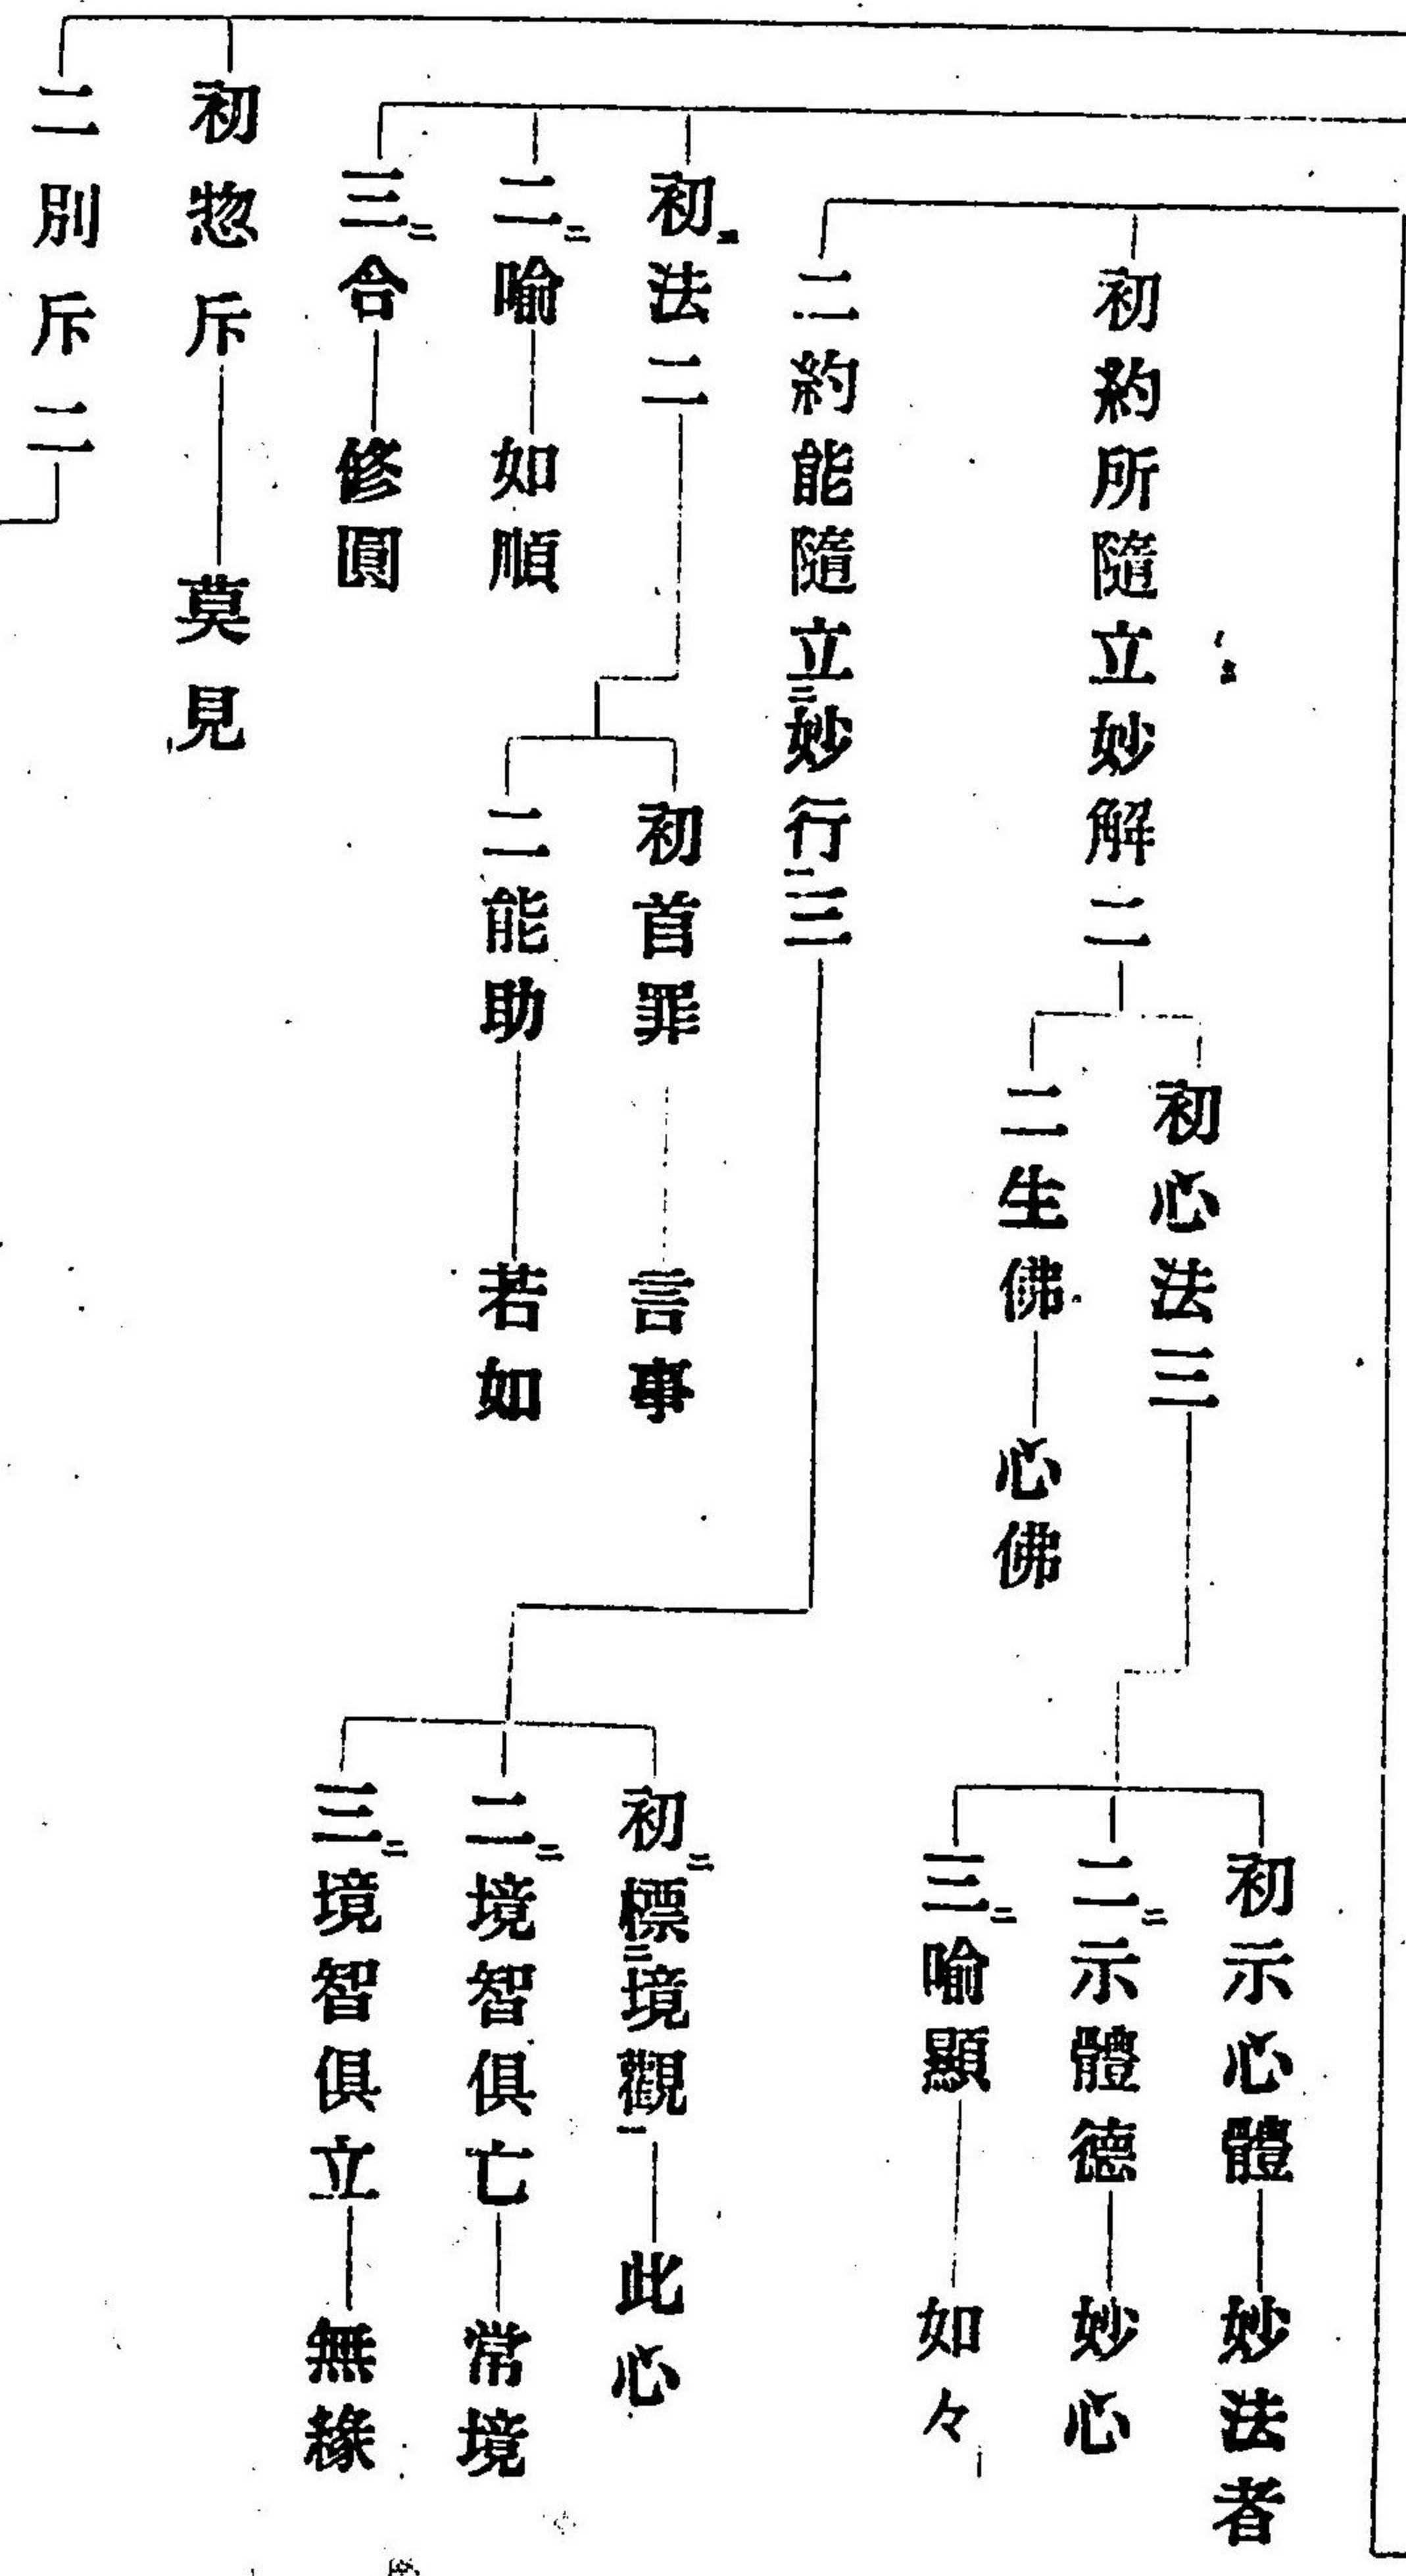 初約所隨立妙解二
初心法三
初示心體 妙法者
二示體德 妙心
三喻顯 如々
二生佛 心佛
二約能隨立妙行三
初標境觀 此心
二境智俱亡 常境
三境智俱立 無緣
初法二
初首罪 言事
二能助 若如
二喻 如順
三合 修圓
初惣斥 莫見
二別斥二